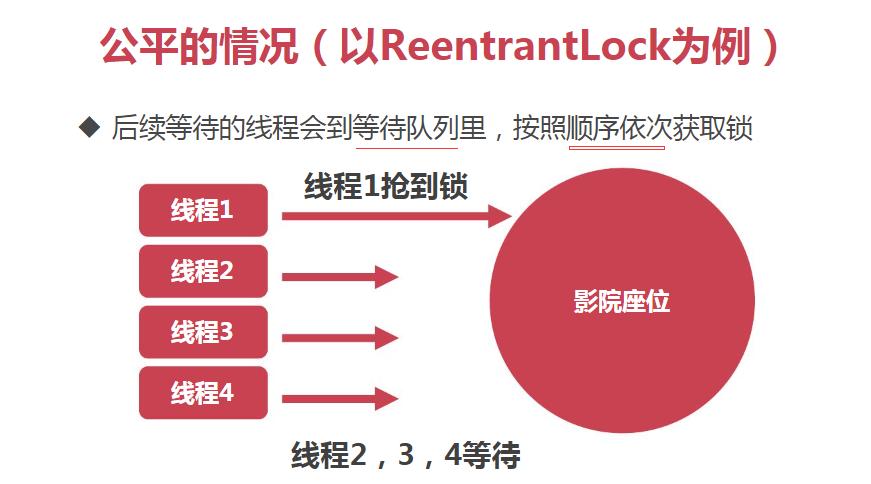 公平的情况（以ReentrantLock为例）
后续等待的线程会到等待队列里，按照顺序依次获取锁
线程1抢到锁
线程1
线程2
线程3
线程4
影院座位
线程2，3，4等待